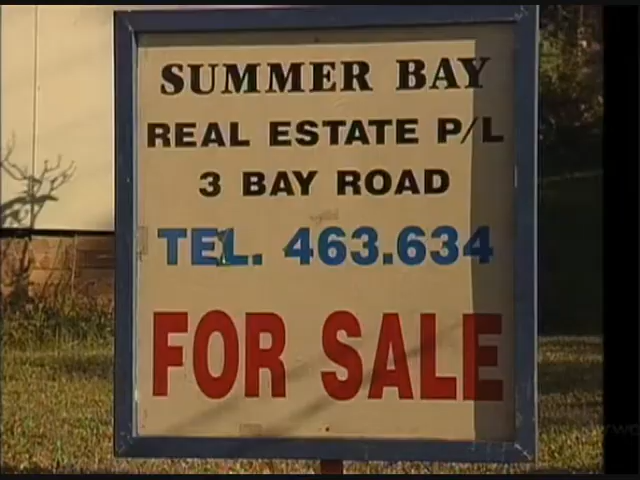 SUMMER BAY
REAL ESTATE P/L
3 BAY ROAD
TEL. 463.634
FOR SALE